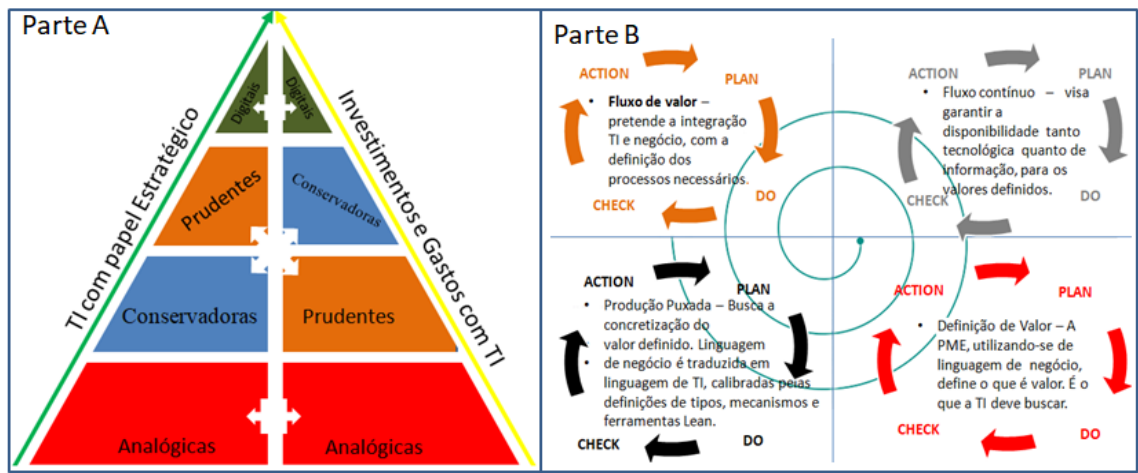 Parte A
TI com papel Estratégico
Investimentos e Gastos com TI
Digitais
Digitais
Prudentes
Conservadoras
Conservadoras
Prudentes
Analógicas
Analógicas
Parte B
ACTION
PLAN
• Fluxo de valor –
pretende a integração
TI e negócio, com a
definição dos
processos necessários.
CHECK
DO
ACTION
PLAN
• Fluxo contínuo – visa
garantir a
disponibilidade tanto
tecnológica quanto de
informação, para os
valores definidos.
CHECK
DO
ACTION
PLAN
• Produção Puxada – Busca a
concretização do
valor definido. Linguagem
• de negócio é traduzida em
linguagem de TI, calibradas pelas
definições de tipos, mecanismos e
ferramentas Lean.
CHECK
DO
ACTION
PLAN
• Definição de Valor – A
PME, utilizando-se de
linguagem de negócio,
define o que é valor. É o
que a TI deve buscar.
CHECK
DO